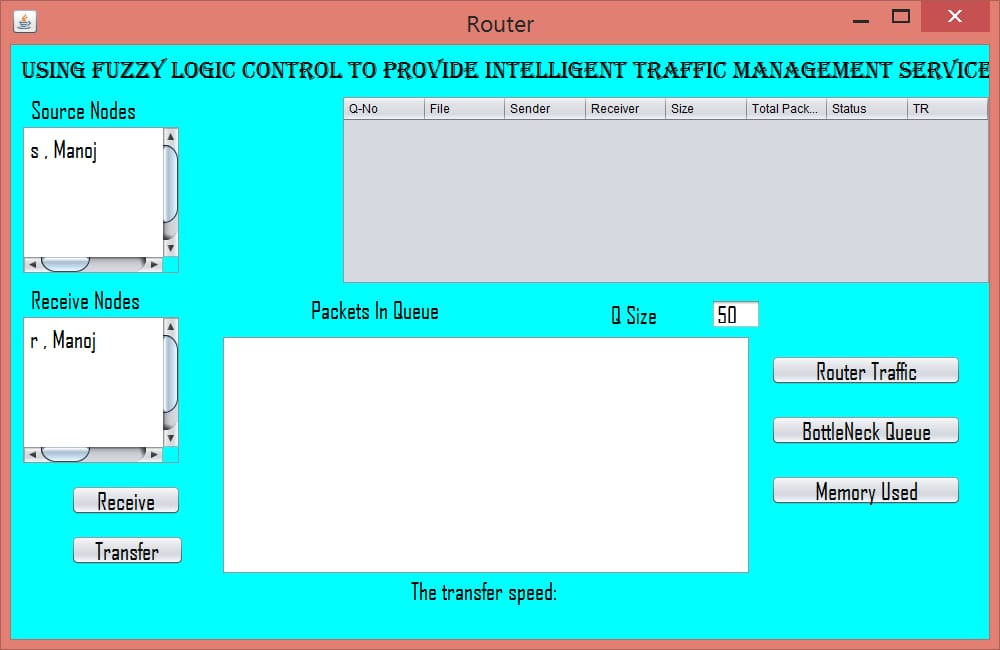 Router
USING FUZZY LOGIC CONTROL TO PROVIDE INTELLIGENT TRAFFIC MANAGEMENT SERVICE
Source Nodes
Q-No File Sender Receiver Size Total Pack... Status TR
s , Manoj
Receive Nodes
Packets In Queue
Q Size 50
r , Manoj
Router Traffic
BottleNeck Queue
Memory Used
Receive
Transfer
The transfer speed: